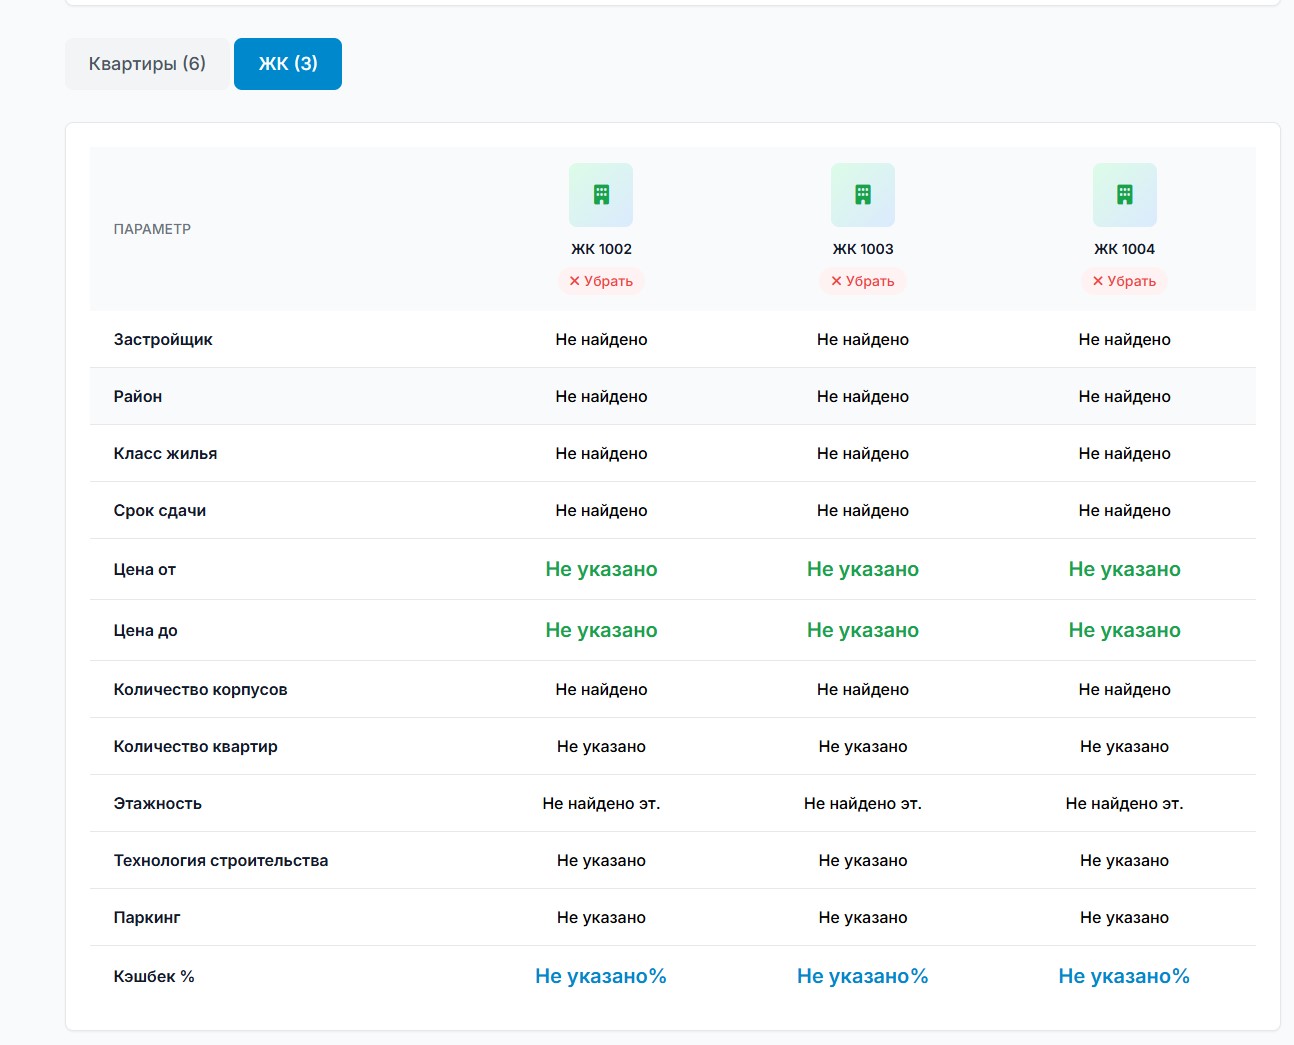 Квартиры (6) ЖК (3)
ПАРАМЕТР
ЖК 1002 ЖК 1003 ЖК 1004
✕ Убрать ✕ Убрать ✕ Убрать
Застройщик Не найдено Не найдено Не найдено
Район Не найдено Не найдено Не найдено
Класс жилья Не найдено Не найдено Не найдено
Срок сдачи Не найдено Не найдено Не найдено
Цена от Не указано Не указано Не указано
Цена до Не указано Не указано Не указано
Количество корпусов Не найдено Не найдено Не найдено
Количество квартир Не указано Не указано Не указано
Этажность Не найдено эт. Не найдено эт. Не найдено эт.
Технология строительства Не указано Не указано Не указано
Паркинг Не указано Не указано Не указано
Кэшбек % Не указано% Не указано% Не указано%